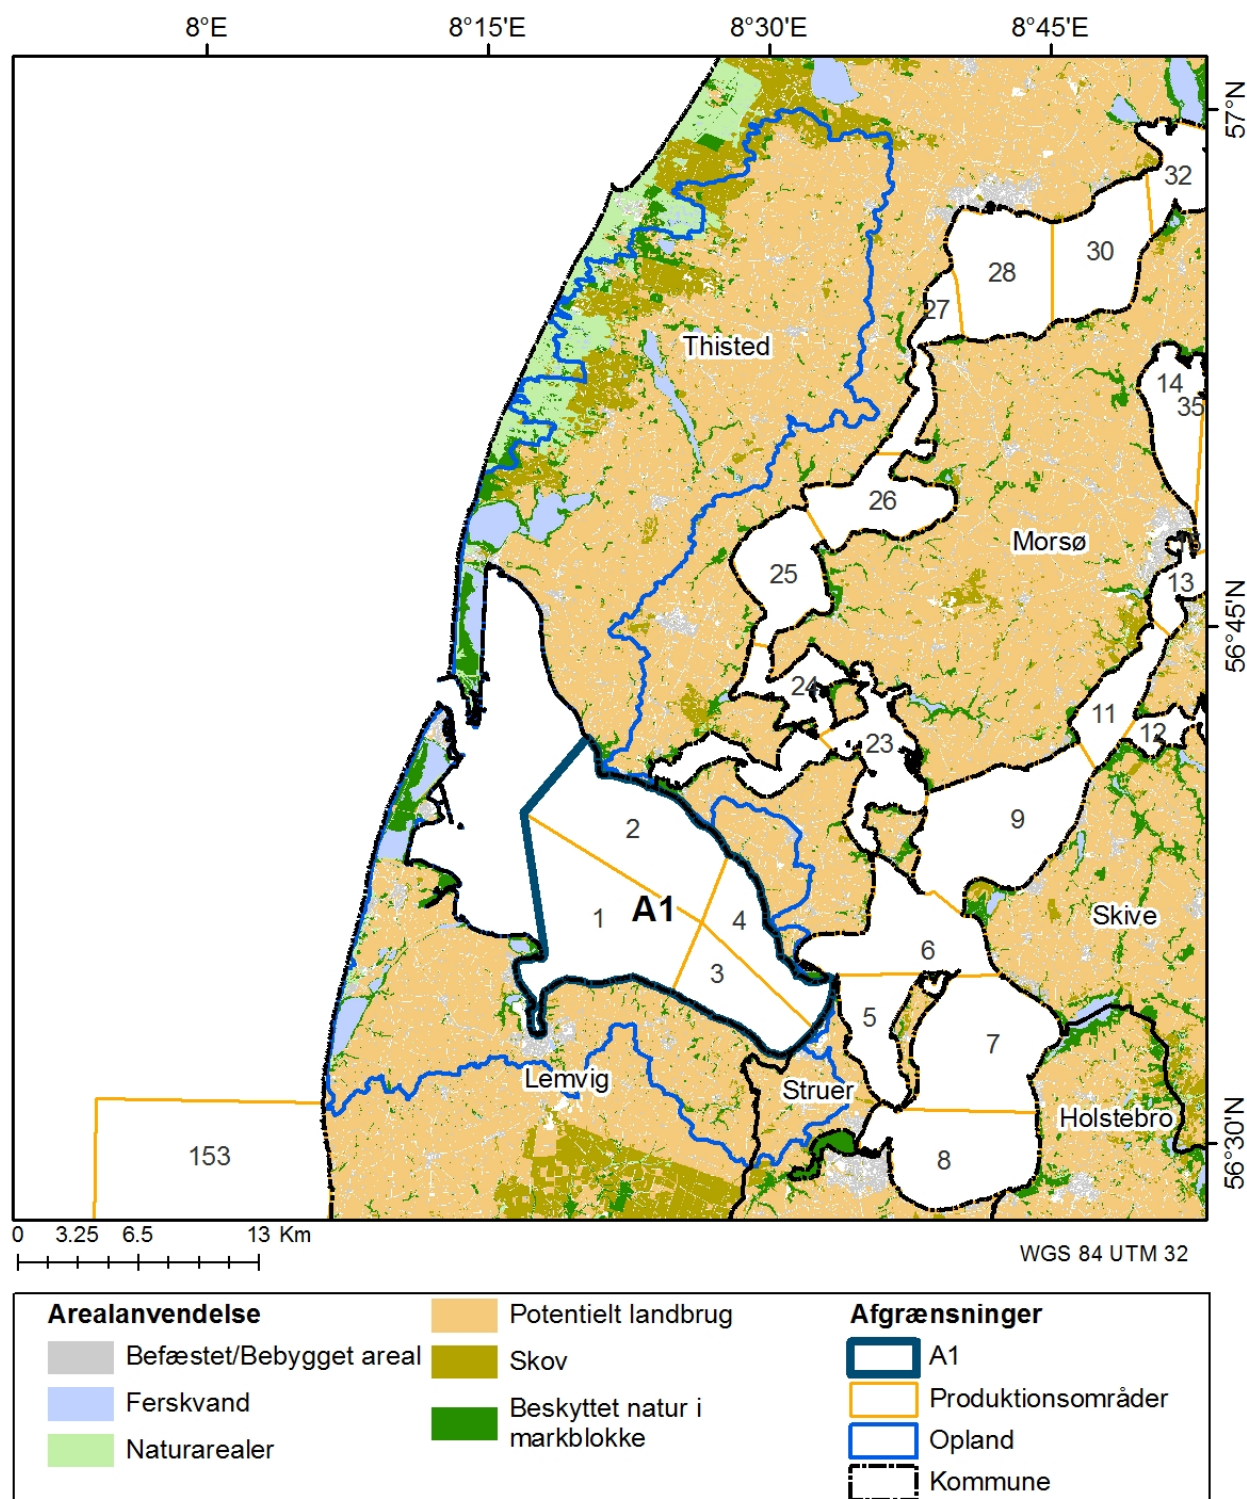 8°E 8°15'E 8°30'E 8°45'E
57°N
32
30
28
27
Thisted
14
35
26
Morsø
25
13
56°45'N
24
11
12
23
2
9
1
A1
4
Skive
6
3
5
7
Lemvig
Struer
Holstebro
56°30'N
153
8
0 3.25 6.5 13 Km
WGS 84 UTM 32
Arealanvendelse
Befæstet/Bebygget areal
Ferskvand
Naturarealer
Potentielt landbrug
Skov
Beskyttet natur i
markblokke
Afgrænsninger
A1
Produktionsområder
Opland
Kommune